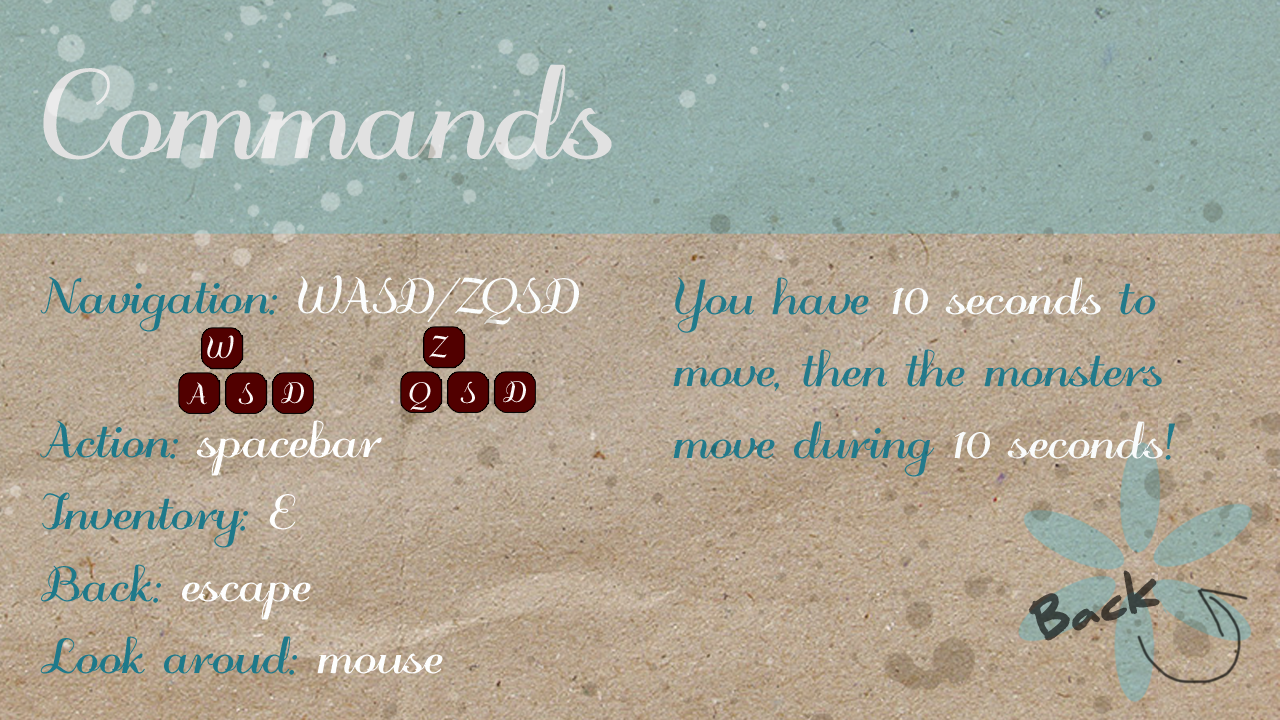 Commands
Navigation: WASD/ZQSD
W
A S D
Z
Q S D
Action: spacebar
Inventory: E
Back: escape
Look aroud: mouse
You have 10 seconds to
move, then the monsters
move during 10 seconds!
Back